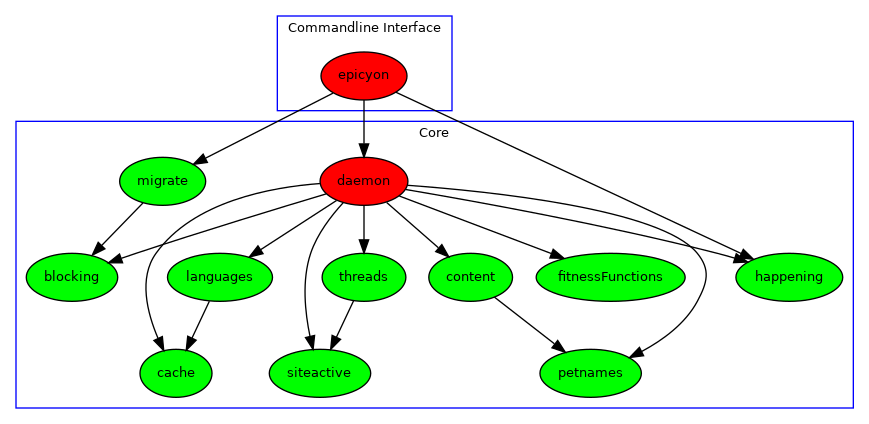 Commandline Interface
epicyon
Core
migrate
daemon
blocking
languages
threads
content
fitnessFunctions
happening
cache
siteactive
petnames